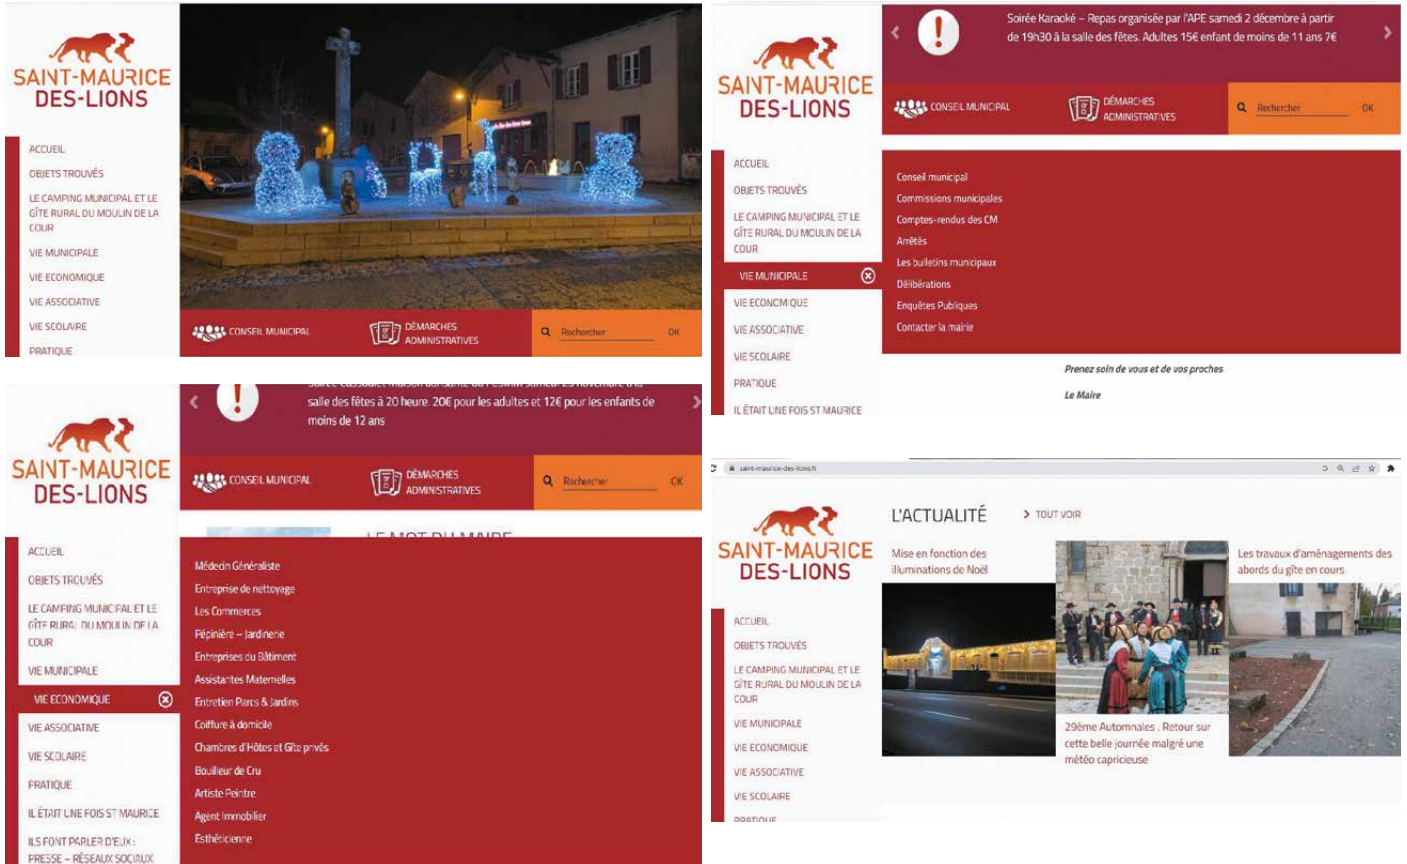 SAINT-MAURICE
DES-LIONS
ACCUEIL
OBJETS TROUVÉS
LE CAMPING MUNICIPAL ET LE
GÎTE RURAL DU MOULIN DE LA
COUR
VIE MUNICIPALE
VIE ECONOMIQUE
VIE ASSOCIATIVE
VIE SCOLAIRE
PRATIQUE
CONSEIL MUNICIPAL
DÉMARCHES
ADMINISTRATIVES
Rechercher
OK
Soirée Karaoké – Repas organisée par l'APE samedi 2 décembre à partir
de 19h30 à la salle des fêtes. Adultes 15€ enfant de moins de 11 ans 7€
SAINT-MAURICE
DES-LIONS
CONSEIL MUNICIPAL
DÉMARCHES
ADMINISTRATIVES
Rechercher
OK
ACCUEIL
OBJETS TROUVÉS
LE CAMPING MUNICIPAL ET LE
GÎTE RURAL DU MOULIN DE LA
COUR
VIE MUNICIPALE
VIE ECONOMIQUE
VIE ASSOCIATIVE
VIE SCOLAIRE
PRATIQUE
IL ÉTAIT UNE FOIS ST MAURICE
Conseil municipal
Commissions municipales
Comptes-rendus des CM
Arrêtés
Les bulletins municipaux
Délibérations
Enquêtes Publiques
Contacter la mairie
Prenez soin de vous et de vos proches
Le Maire
salle des fêtes à 20 heure. 20€ pour les adultes et 12€ pour les enfants de
moins de 12 ans
SAINT-MAURICE
DES-LIONS
CONSEIL MUNICIPAL
DÉMARCHES
ADMINISTRATIVES
Rechercher
OK
LE MOT DU MAIRE
ACCUEIL
OBJETS TROUVÉS
LE CAMPING MUNICIPAL ET LE
GÎTE RURAL DU MOULIN DE LA
COUR
VIE MUNICIPALE
VIE ECONOMIQUE
VIE ASSOCIATIVE
VIE SCOLAIRE
PRATIQUE
IL ÉTAIT UNE FOIS ST MAURICE
ILS FONT PARLER D'EUX :
PRESSE – RÉSEAUX SOCIAUX
Médecin Généraliste
Entreprise de nettoyage
Les Commerces
Pépinière – Jardinerie
Entreprises du Bâtiment
Assistantes Maternelles
Entretien Parcs & Jardins
Coiffure à domicile
Chambres d'Hôtes et Gîte privés
Bouilleur de Cru
Artiste Peintre
Agent Immobilier
Esthéticienne
saint-maurice-des-lions.fr
SAINT-MAURICE
DES-LIONS
ACCUEIL
OBJETS TROUVÉS
LE CAMPING MUNICIPAL ET LE
GÎTE RURAL DU MOULIN DE LA
COUR
VIE MUNICIPALE
VIE ECONOMIQUE
VIE ASSOCIATIVE
VIE SCOLAIRE
PRATIQUE
L'ACTUALITÉ
TOUT VOIR
Mise en fonction des
illuminations de Noël
29ème Automnales . Retour sur
cette belle journée malgré une
météo capricieuse
Les travaux d'aménagements des
abords du gîte en cours